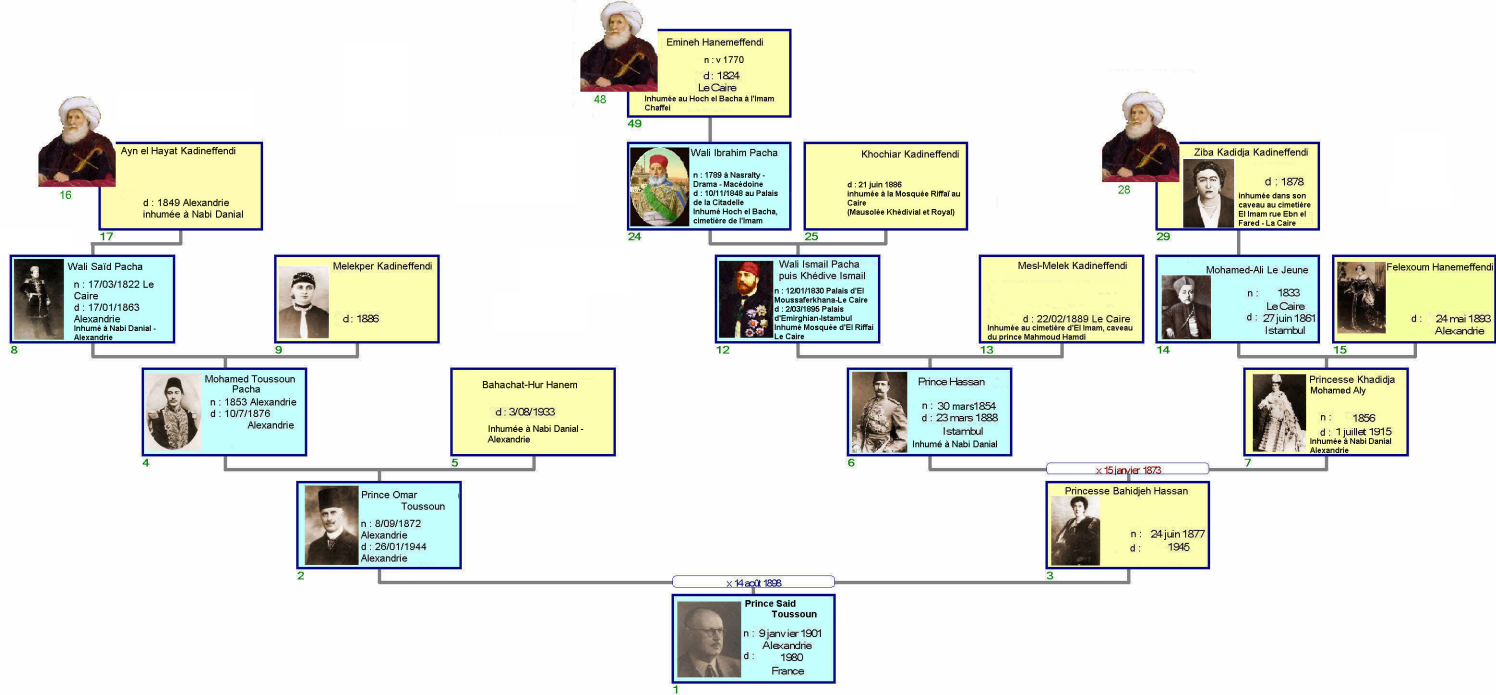 Emineh Hanemeffendi
n : v 1770
d : 1824
Le Caire
Inhumée au Hoch el Bacha à l'Imam
Chaffeï
48
49
Ayn el Hayat Kadineffendi
d : 1849 Alexandrie
inhumée à Nabi Danial
16
17
Wali Ibrahim Pacha
n : 1789 à Nasratly -
Drama - Macédoine
d : 10/11/1848 au Palais
de la Citadelle
Inhumé Hoch el Bacha,
cimetière de l'Imam
24
Khochiar Kadineffendi
d : 21 juin 1886
inhumée à la Mosquée Riffaï au
Caire
(Mausolée Khédivial et Royal)
25
Ziba Kadidja Kadineffendi
d : 1878
inhumée dans son
caveau au cimetière
El Imam rue Ebn el
Fared - La Caire
28
29
Wali Saïd Pacha
n : 17/03/1822 Le
Caire
d : 17/01/1863
Alexandrie
Inhumé à Nabi Danial -
Alexandrie
8
Melekper Kadineffendi
d : 1886
9
Wali Ismail Pacha
puis Khédive Ismail
n : 12/01/1830 Palais d'El
Moussaferkhana-Le Caire
d : 2/03/1895 Palais
d'Emirghian-Istambul
Inhumé Mosquée d'El Riffaï
Le Caire
12
Mesl-Melek Kadineffendi
d : 22/02/1889 Le Caire
Inhumée au cimetière d'El Imam, caveau
du prince Mahmoud Hamdi
13
Mohamed-Ali Le Jeune
n : 1833
Le Caire
d : 27 juin 1861
Istambul
14
Felexoum Hanemeffendi
d : 24 mai 1893
Alexandrie
15
Mohamed Toussoun
Pacha
n : 1853 Alexandrie
d : 10/7/1876
Alexandrie
4
Bahachat-Hur Hanem
d : 3/08/1933
Inhumée à Nabi Danial -
Alexandrie
5
Prince Hassan
n : 30 mars1854
d : 23 mars 1888
Istambul
Inhumé à Nabi Danial
6
Princesse Khadidja
Mohamed Aly
n : 1856
d : 1 juillet 1915
Inhumée à Nabi Danial
Alexandrie
7
x 15 janvier 1873
Prince Omar
Toussoun
n : 8/09/1872
Alexandrie
d : 26/01/1944
Alexandrie
2
Princesse Bahidjeh Hassan
n : 24 juin 1877
d : 1945
3
x 14 août 1898
Prince Said
Toussoun
n : 9 janvier 1901
Alexandrie
d : 1980
France
1